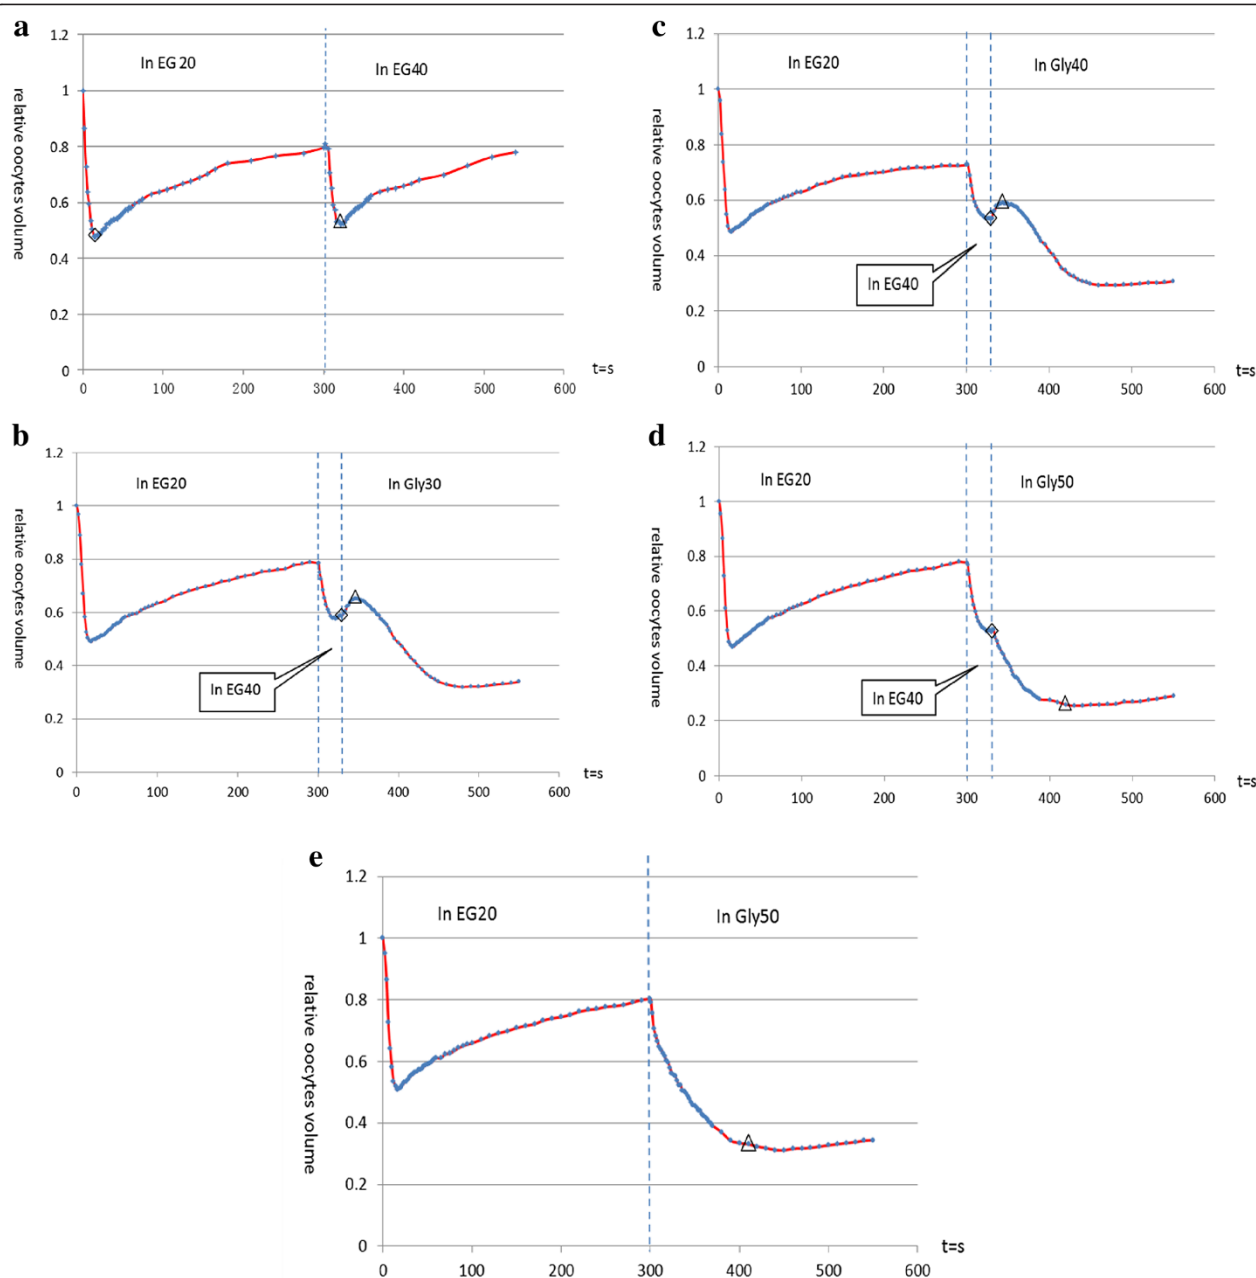 a
1.2
1
0.8
0.6
0.4
0.2
0
relative oocytes volume
In EG 20
In EG40
0 100 200 300 400 500 600
t=s
c
1.2
1
0.8
0.6
0.4
0.2
0
relative oocytes volume
In EG20
In Gly40
In EG40
0 100 200 300 400 500 600
t=s
b
1.2
1
0.8
0.6
0.4
0.2
0
relative oocytes volume
In EG20
In Gly30
In EG40
0 100 200 300 400 500 600
t=s
d
1.2
1
0.8
0.6
0.4
0.2
0
relative oocytes volume
In EG20
In Gly50
In EG40
0 100 200 300 400 500 600
t=s
e
1.2
1
0.8
0.6
0.4
0.2
0
relative oocytes volume
In EG20
In Gly50
0 100 200 300 400 500 600
t=s